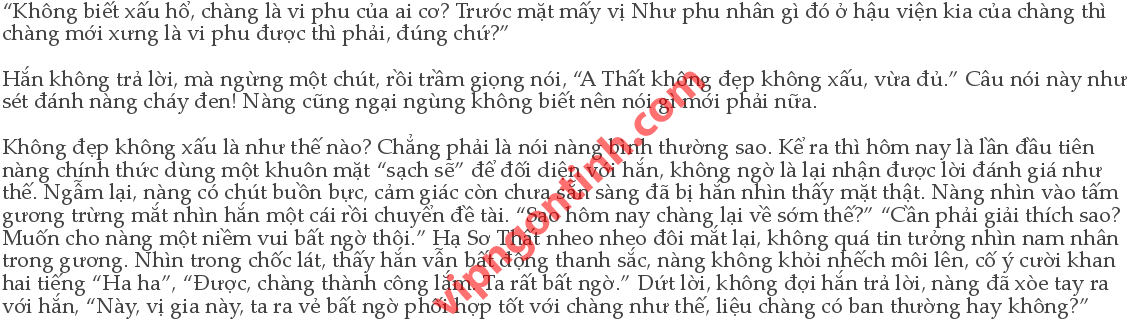 “Không biết xấu hổ, chàng là vi phu của ai cơ? Trước mặt mấy vị Như phu nhân gì đó ở hậu viện kia của chàng thì
chàng mới xưng là vi phu được thì phải, đúng chứ?”
Hắn không trả lời, mà ngừng một chút, rồi trầm giọng nói, “A Thất không đẹp không xấu, vừa đủ.” Câu nói này như
sét đánh nàng cháy đen! Nàng cũng ngại ngùng không biết nên nói gì mới phải nữa.
Không đẹp không xấu là như thế nào? Chẳng phải là nói nàng bình thường sao. Kể ra thì hôm nay là lần đầu tiên
nàng chính thức dùng một khuôn mặt “sạch sẽ” để đối diện với hắn, không ngờ là lại nhận được lời đánh giá như
thế. Ngẫm lại, nàng có chút buồn bực, cảm giác còn chưa sẵn sàng đã bị hắn nhìn thấy mặt thật. Nàng nhìn vào tấm
gương trừng mắt nhìn hắn một cái rồi chuyển đề tài. “Sao hôm nay chàng lại về sớm thế?” “Cần phải giải thích sao?
Muốn cho nàng một niềm vui bất ngờ thôi.” Hạ Sơ Thất nheo nheo đôi mắt lại, không quá tin tưởng nhìn nam nhân
trong gương. Nhìn trong chốc lát, thấy hắn vẫn bất động thanh sắc, nàng không khỏi nhếch môi lên, cố ý cười khan
hai tiếng “Ha ha”, “Được, chàng thành công lắm. Ta rất bất ngờ.” Dứt lời, không đợi hắn trả lời, nàng đã xòe tay ra
với hắn, “Này, vị gia này, ta ra vẻ bất ngờ phối hợp tốt với chàng như thế, liệu chàng có ban thưởng hay không?”
vipngontinh.com